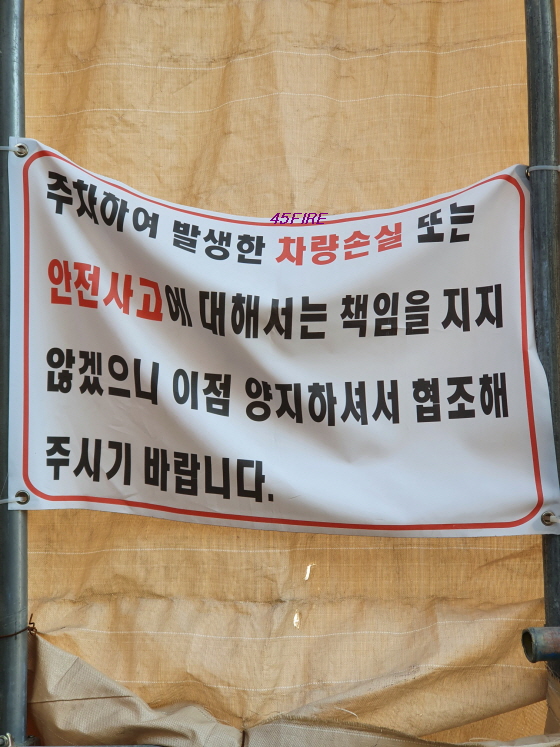 45FIRE
주차하여 발생한 차량손실 또는
안전사고에 대해서는 책임을 지지
않겠으니 이점 양지하셔서 협조해
주시기 바랍니다.